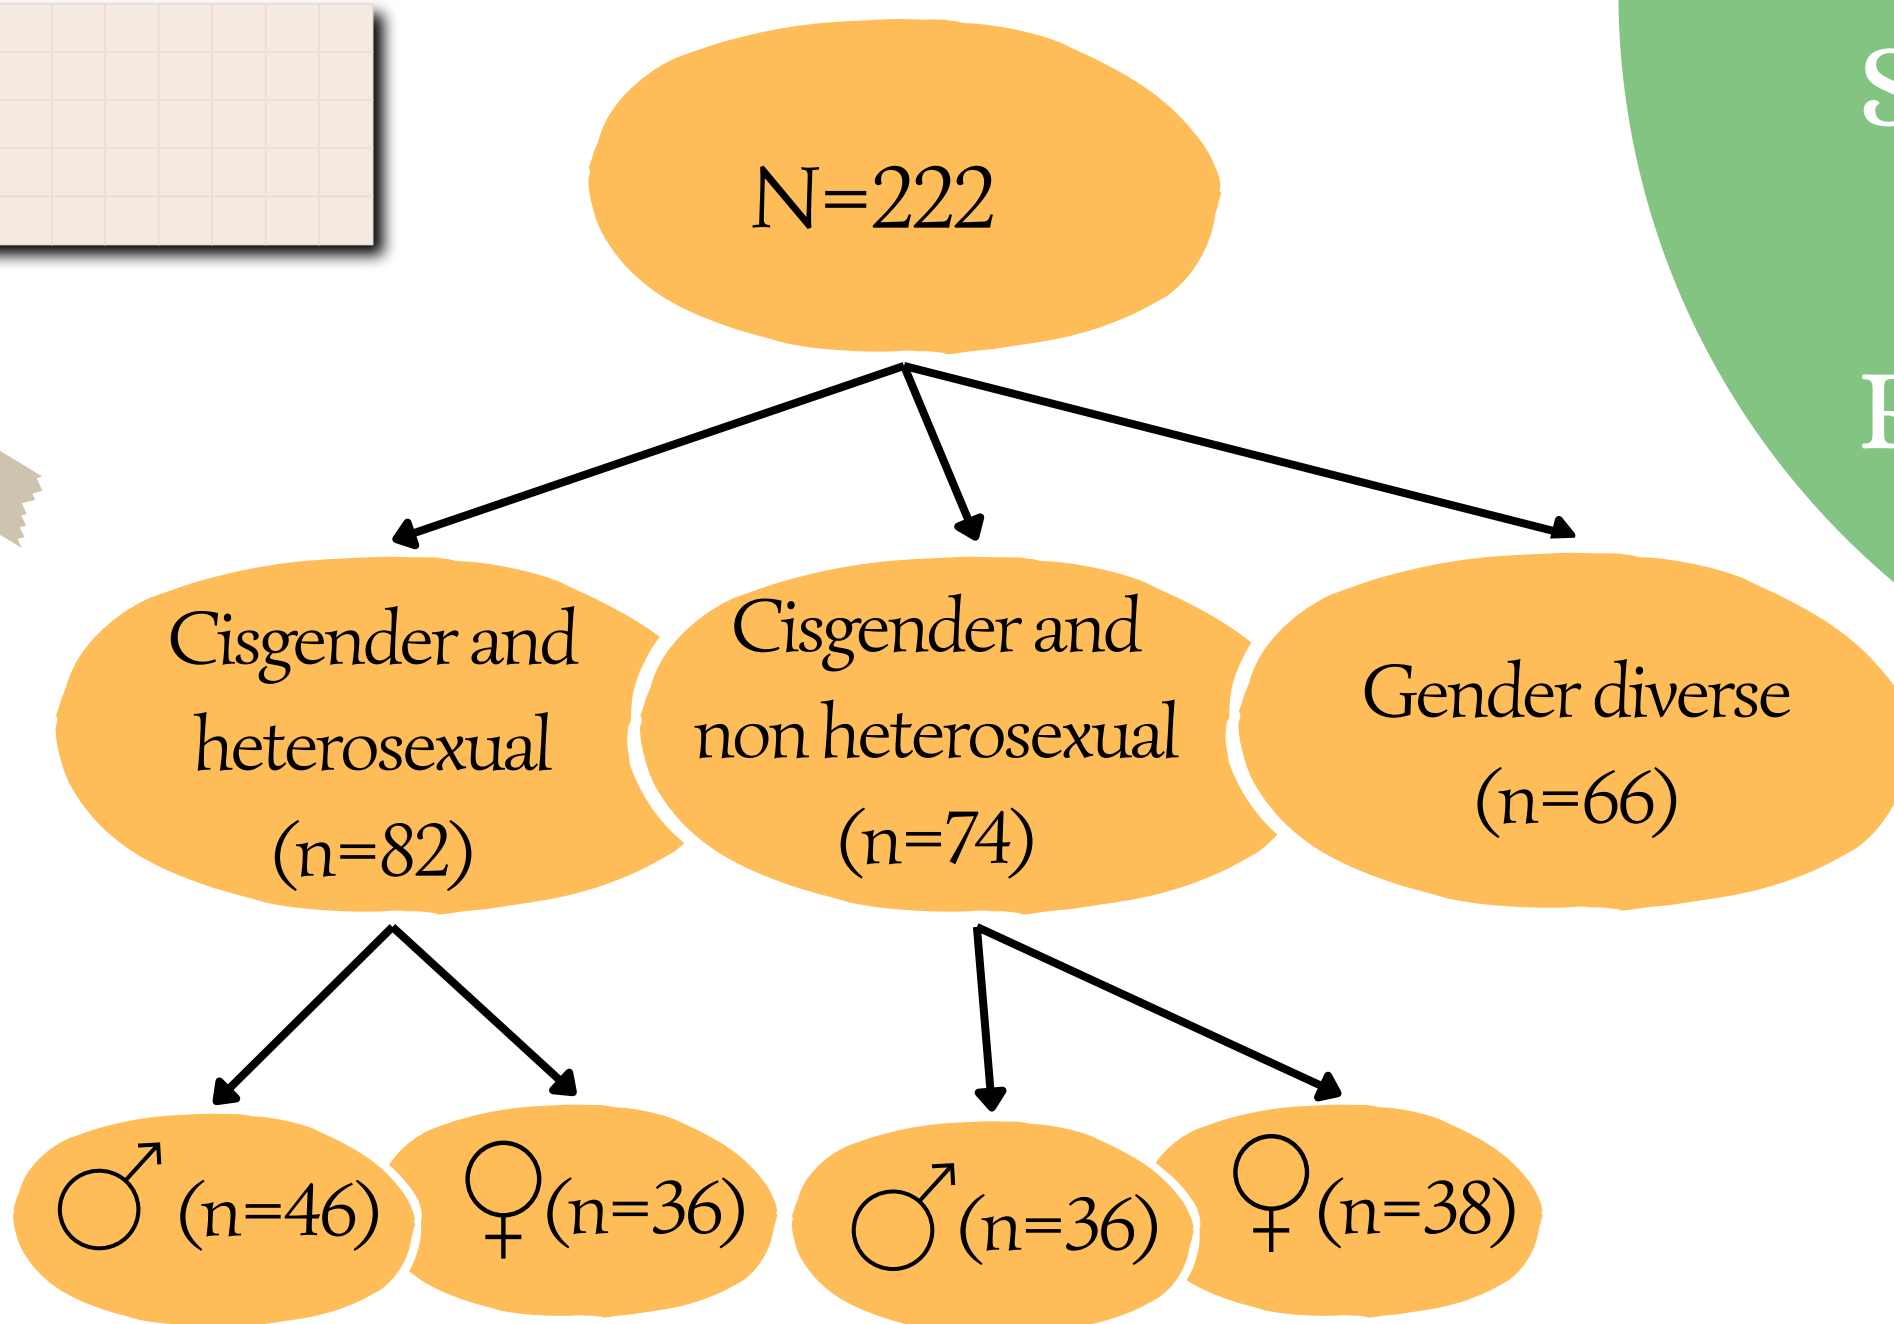 N=222
Cisgender and
heterosexual
(n=82)
Cisgender and
non heterosexual
(n=74)
Gender diverse
(n=66)
♂ (n=46)
♀ (n=36)
♂ (n=36)
♀ (n=38)